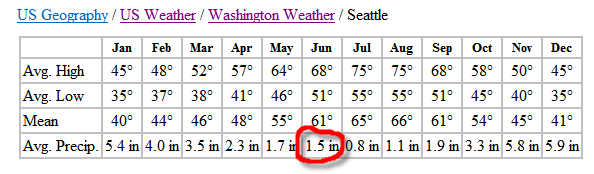 US Geography / US Weather / Washington Weather / Seattle
Jan Feb Mar Apr May Jun Jul Aug Sep Oct Nov Dec
Avg. High 45° 48° 52° 57° 64° 68° 75° 75° 68° 58° 50° 45°
Avg. Low 35° 37° 38° 41° 46° 51° 55° 55° 51° 45° 40° 35°
Mean 40° 44° 46° 48° 55° 61° 65° 66° 61° 54° 45° 41°
Avg. Precip. 5.4 in 4.0 in 3.5 in 2.3 in 1.7 in 1.5 in 0.8 in 1.1 in 1.9 in 3.3 in 5.8 in 5.9 in